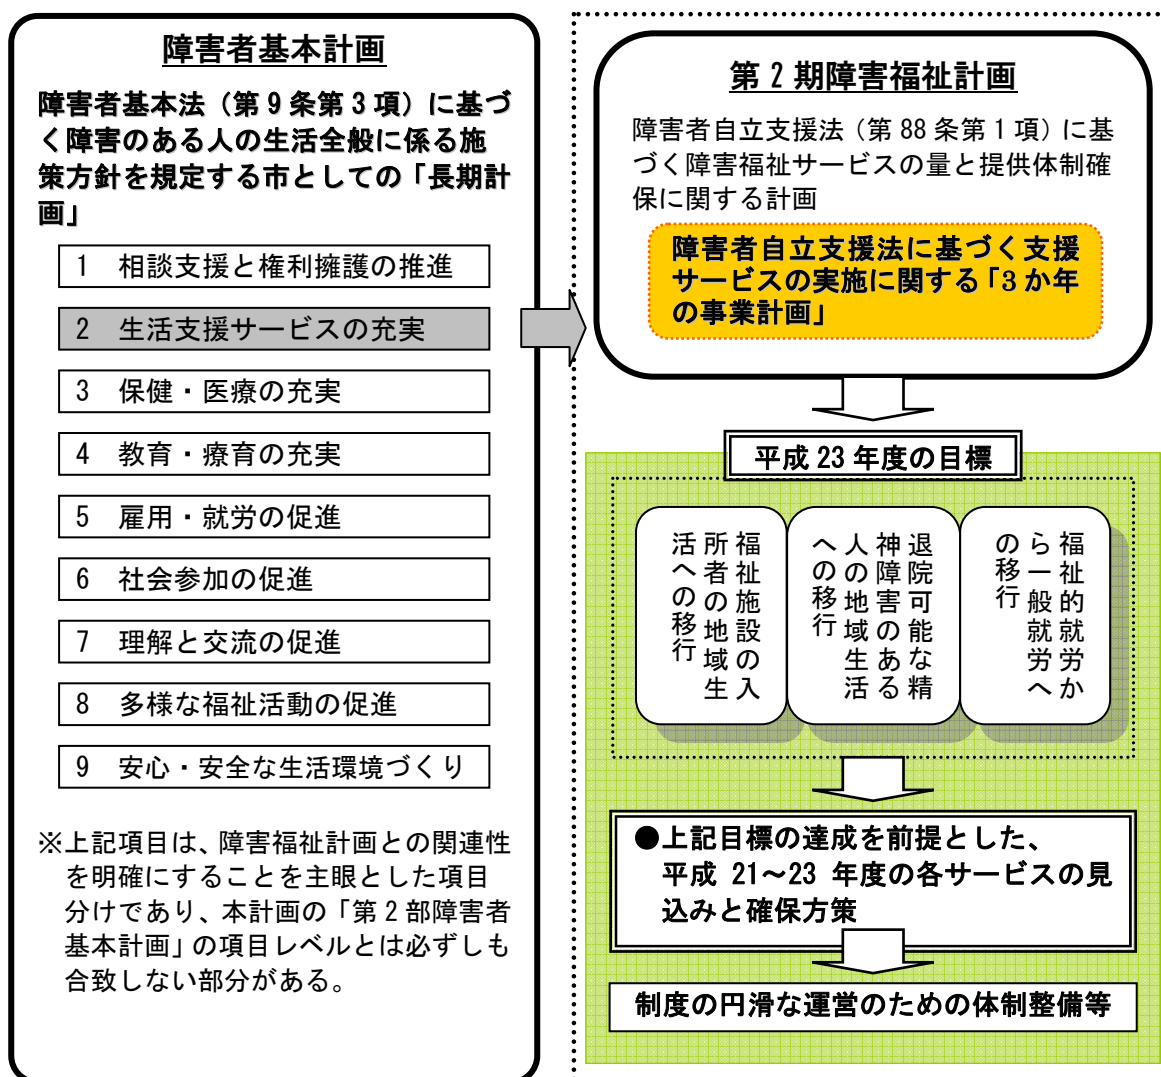 障害者基本計画
障害者基本法（第9条第3項）に基づ
く障害のある人の生活全般に係る施
策方針を規定する市としての「長期計
画」
1 相談支援と権利擁護の推進
2 生活支援サービスの充実
3 保健・医療の充実
4 教育・療育の充実
5 雇用・就労の促進
6 社会参加の促進
7 理解と交流の促進
8 多様な福祉活動の促進
9 安心・安全な生活環境づくり
※上記項目は、障害福祉計画との関連性
を明確にすることを主眼とした項目
分けであり、本計画の「第2部障害者
基本計画」の項目レベルとは必ずしも
合致しない部分がある。
第2期障害福祉計画
障害者自立支援法（第88条第1項）に基
づく障害福祉サービスの量と提供体制確
保に関する計画
障害者自立支援法に基づく支援
サービスの実施に関する「3か年
の事業計画」
平成23年度の目標
福祉施設の入
所者の地域生
活への移行
退院可能な精
神障害のある
人の地域生活
への移行
福祉的就労か
ら一般就労へ
の移行
●上記目標の達成を前提とした、
平成 21～23 年度の各サービスの見
込みと確保方策
制度の円滑な運営のための体制整備等